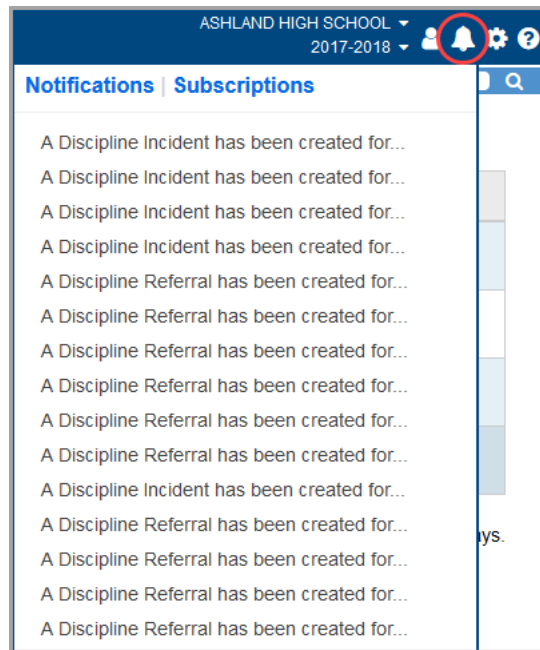 ASHLAND HIGH SCHOOL
2017-2018
Notifications | Subscriptions
A Discipline Incident has been created for...
A Discipline Incident has been created for...
A Discipline Incident has been created for...
A Discipline Incident has been created for...
A Discipline Referral has been created for...
A Discipline Referral has been created for...
A Discipline Referral has been created for...
A Discipline Referral has been created for...
A Discipline Referral has been created for...
A Discipline Referral has been created for...
A Discipline Incident has been created for...
A Discipline Referral has been created for...
ys.
A Discipline Referral has been created for...
A Discipline Referral has been created for...
A Discipline Referral has been created for...